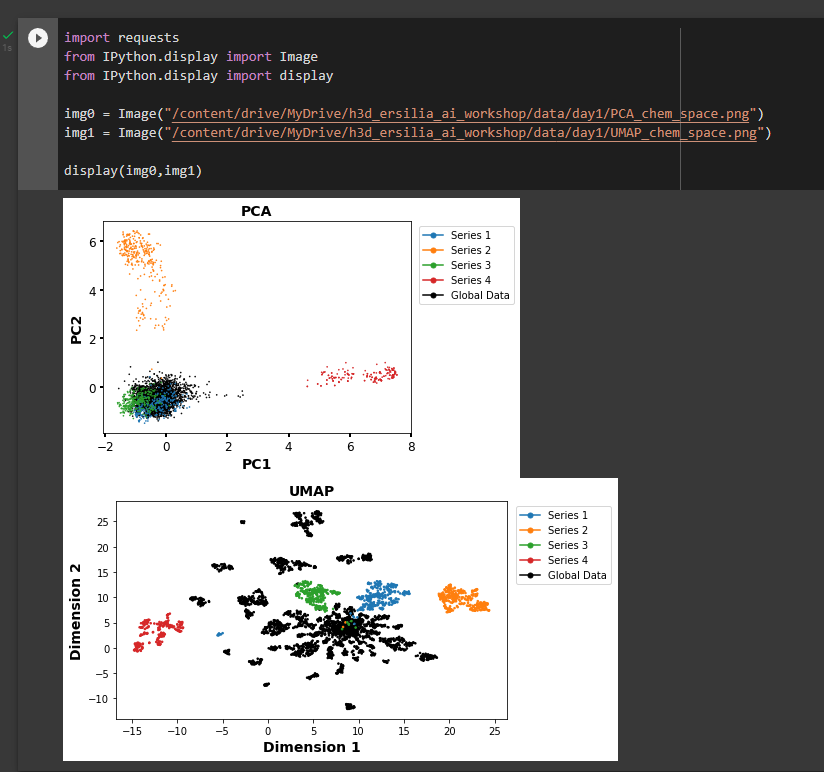 1s
import requests
from IPython.display import Image
from IPython.display import display
img0 = Image("/content/drive/MyDrive/h3d_ersilia_ai_workshop/data/day1/PCA_chem_space.png")
img1 = Image("/content/drive/MyDrive/h3d_ersilia_ai_workshop/data/day1/UMAP_chem_space.png")
display(img0,img1)
PCA
Series 1
Series 2
Series 3
Series 4
Global Data
6
4
2
0
PC2
−2 0 2 4 6 8
PC1
UMAP
Series 1
Series 2
Series 3
Series 4
Global Data
25
20
15
10
5
0
−5
−10
Dimension 2
−15 −10 −5 0 5 10 15 20 25
Dimension 1